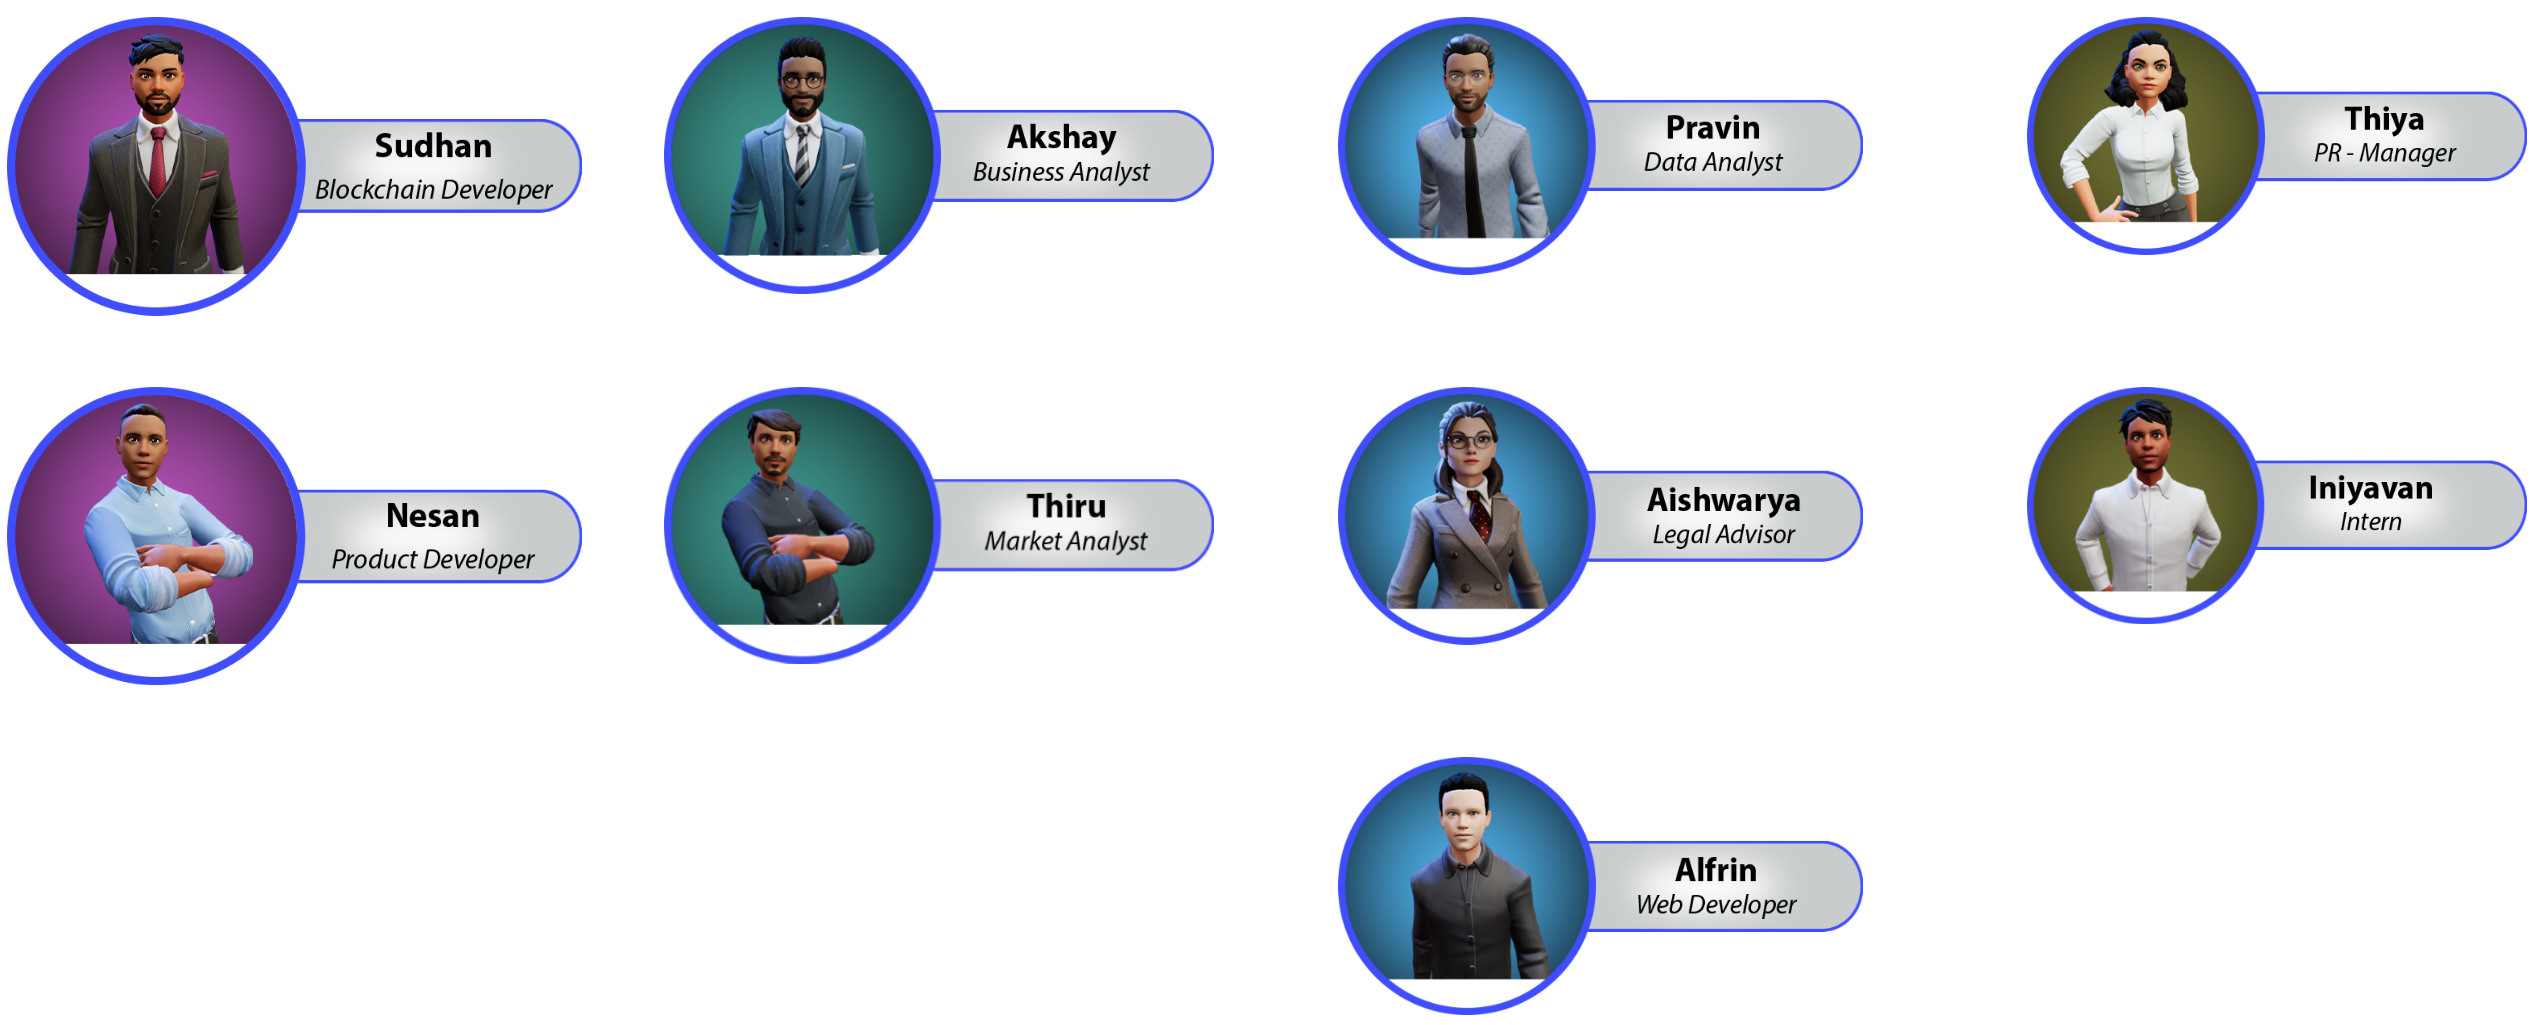 Sudhan
Blockchain Developer
Akshay
Business Analyst
Pravin
Data Analyst
Thiya
PR - Manager
Nesan
Product Developer
Thiru
Market Analyst
Aishwarya
Legal Advisor
Iniyavan
Intern
Alfrin
Web Developer